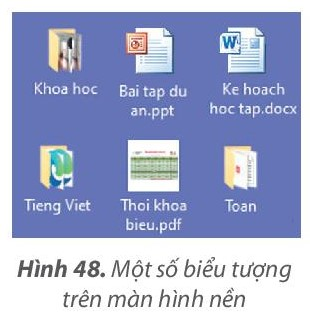 Khoa hoc
Bai tap du
an.ppt
Ke hoach
hoc tap.docx
Tieng Viet
Thoi khoa
bieu.pdf
Toan
Hình 48. Một số biểu tượng
trên màn hình nền